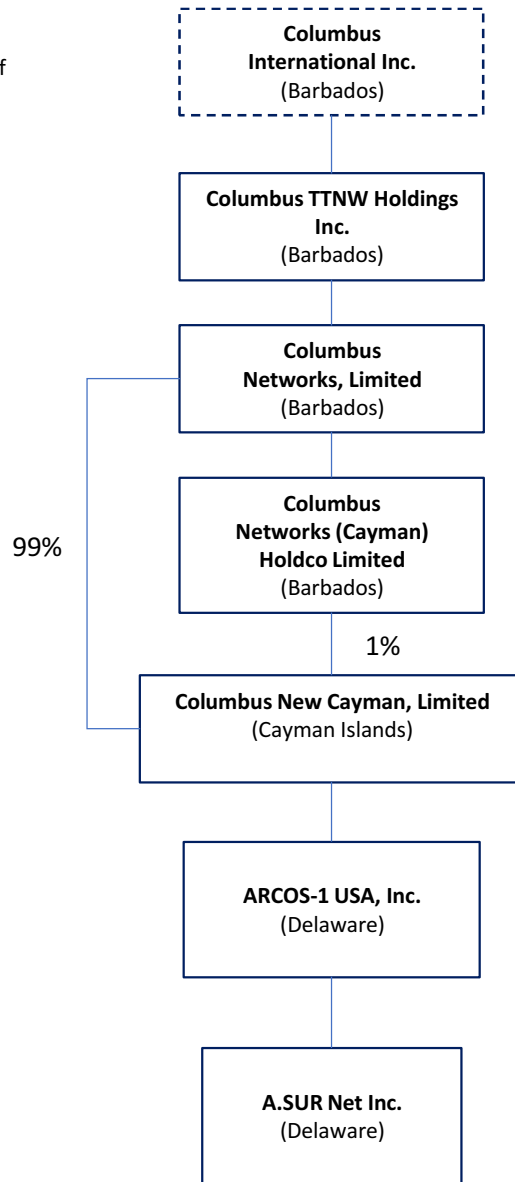 f
Columbus
International Inc.
(Barbados)
Columbus TTNW Holdings
Inc.
(Barbados)
Columbus
Networks, Limited
(Barbados)
Columbus
Networks (Cayman)
Holdco Limited
(Barbados)
99%
1%
Columbus New Cayman, Limited
(Cayman Islands)
ARCOS-1 USA, Inc.
(Delaware)
A.SUR Net Inc.
(Delaware)